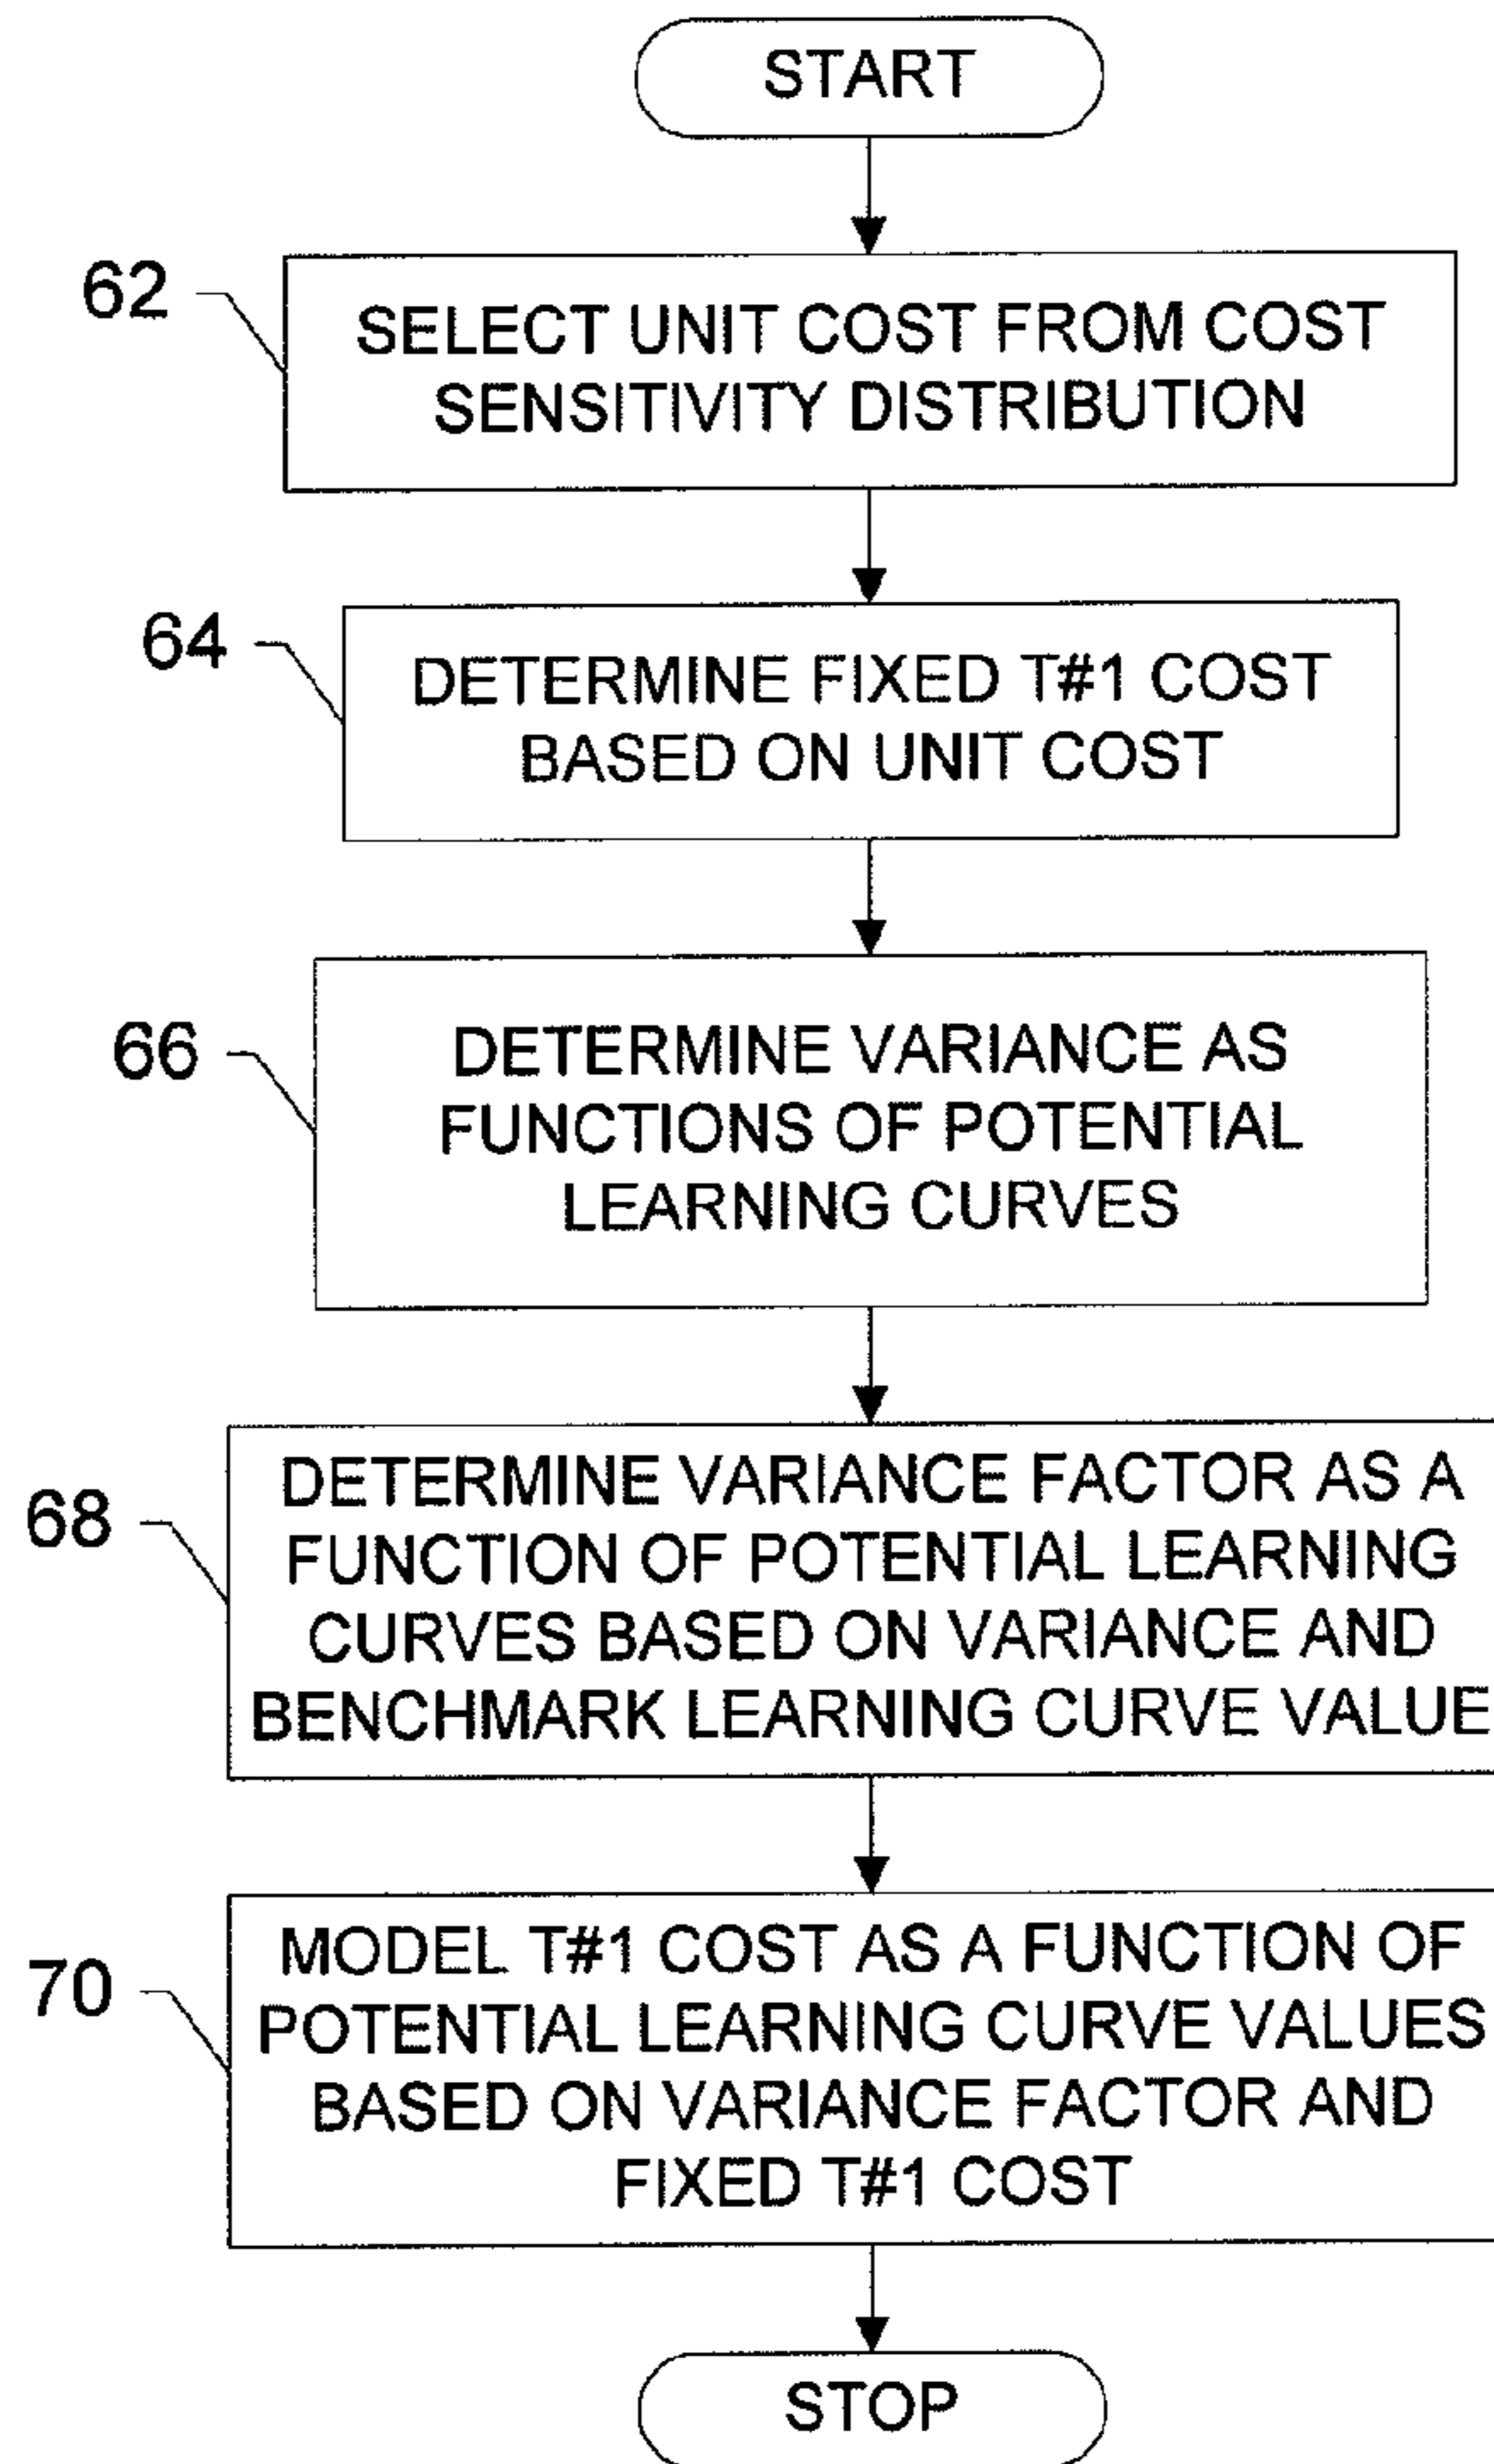 START
62
SELECT UNIT COST FROM COST
SENSITIVITY DISTRIBUTION
64
DETERMINE FIXED T#1 COST
BASED ON UNIT COST
66
DETERMINE VARIANCE AS
FUNCTIONS OF POTENTIAL
LEARNING CURVES
68
DETERMINE VARIANCE FACTOR AS A
FUNCTION OF POTENTIAL LEARNING
CURVES BASED ON VARIANCE AND
BENCHMARK LEARNING CURVE VALUE
70
MODEL T#1 COST AS A FUNCTION OF
POTENTIAL LEARNING CURVE VALUES
BASED ON VARIANCE FACTOR AND
FIXED T#1 COST
STOP